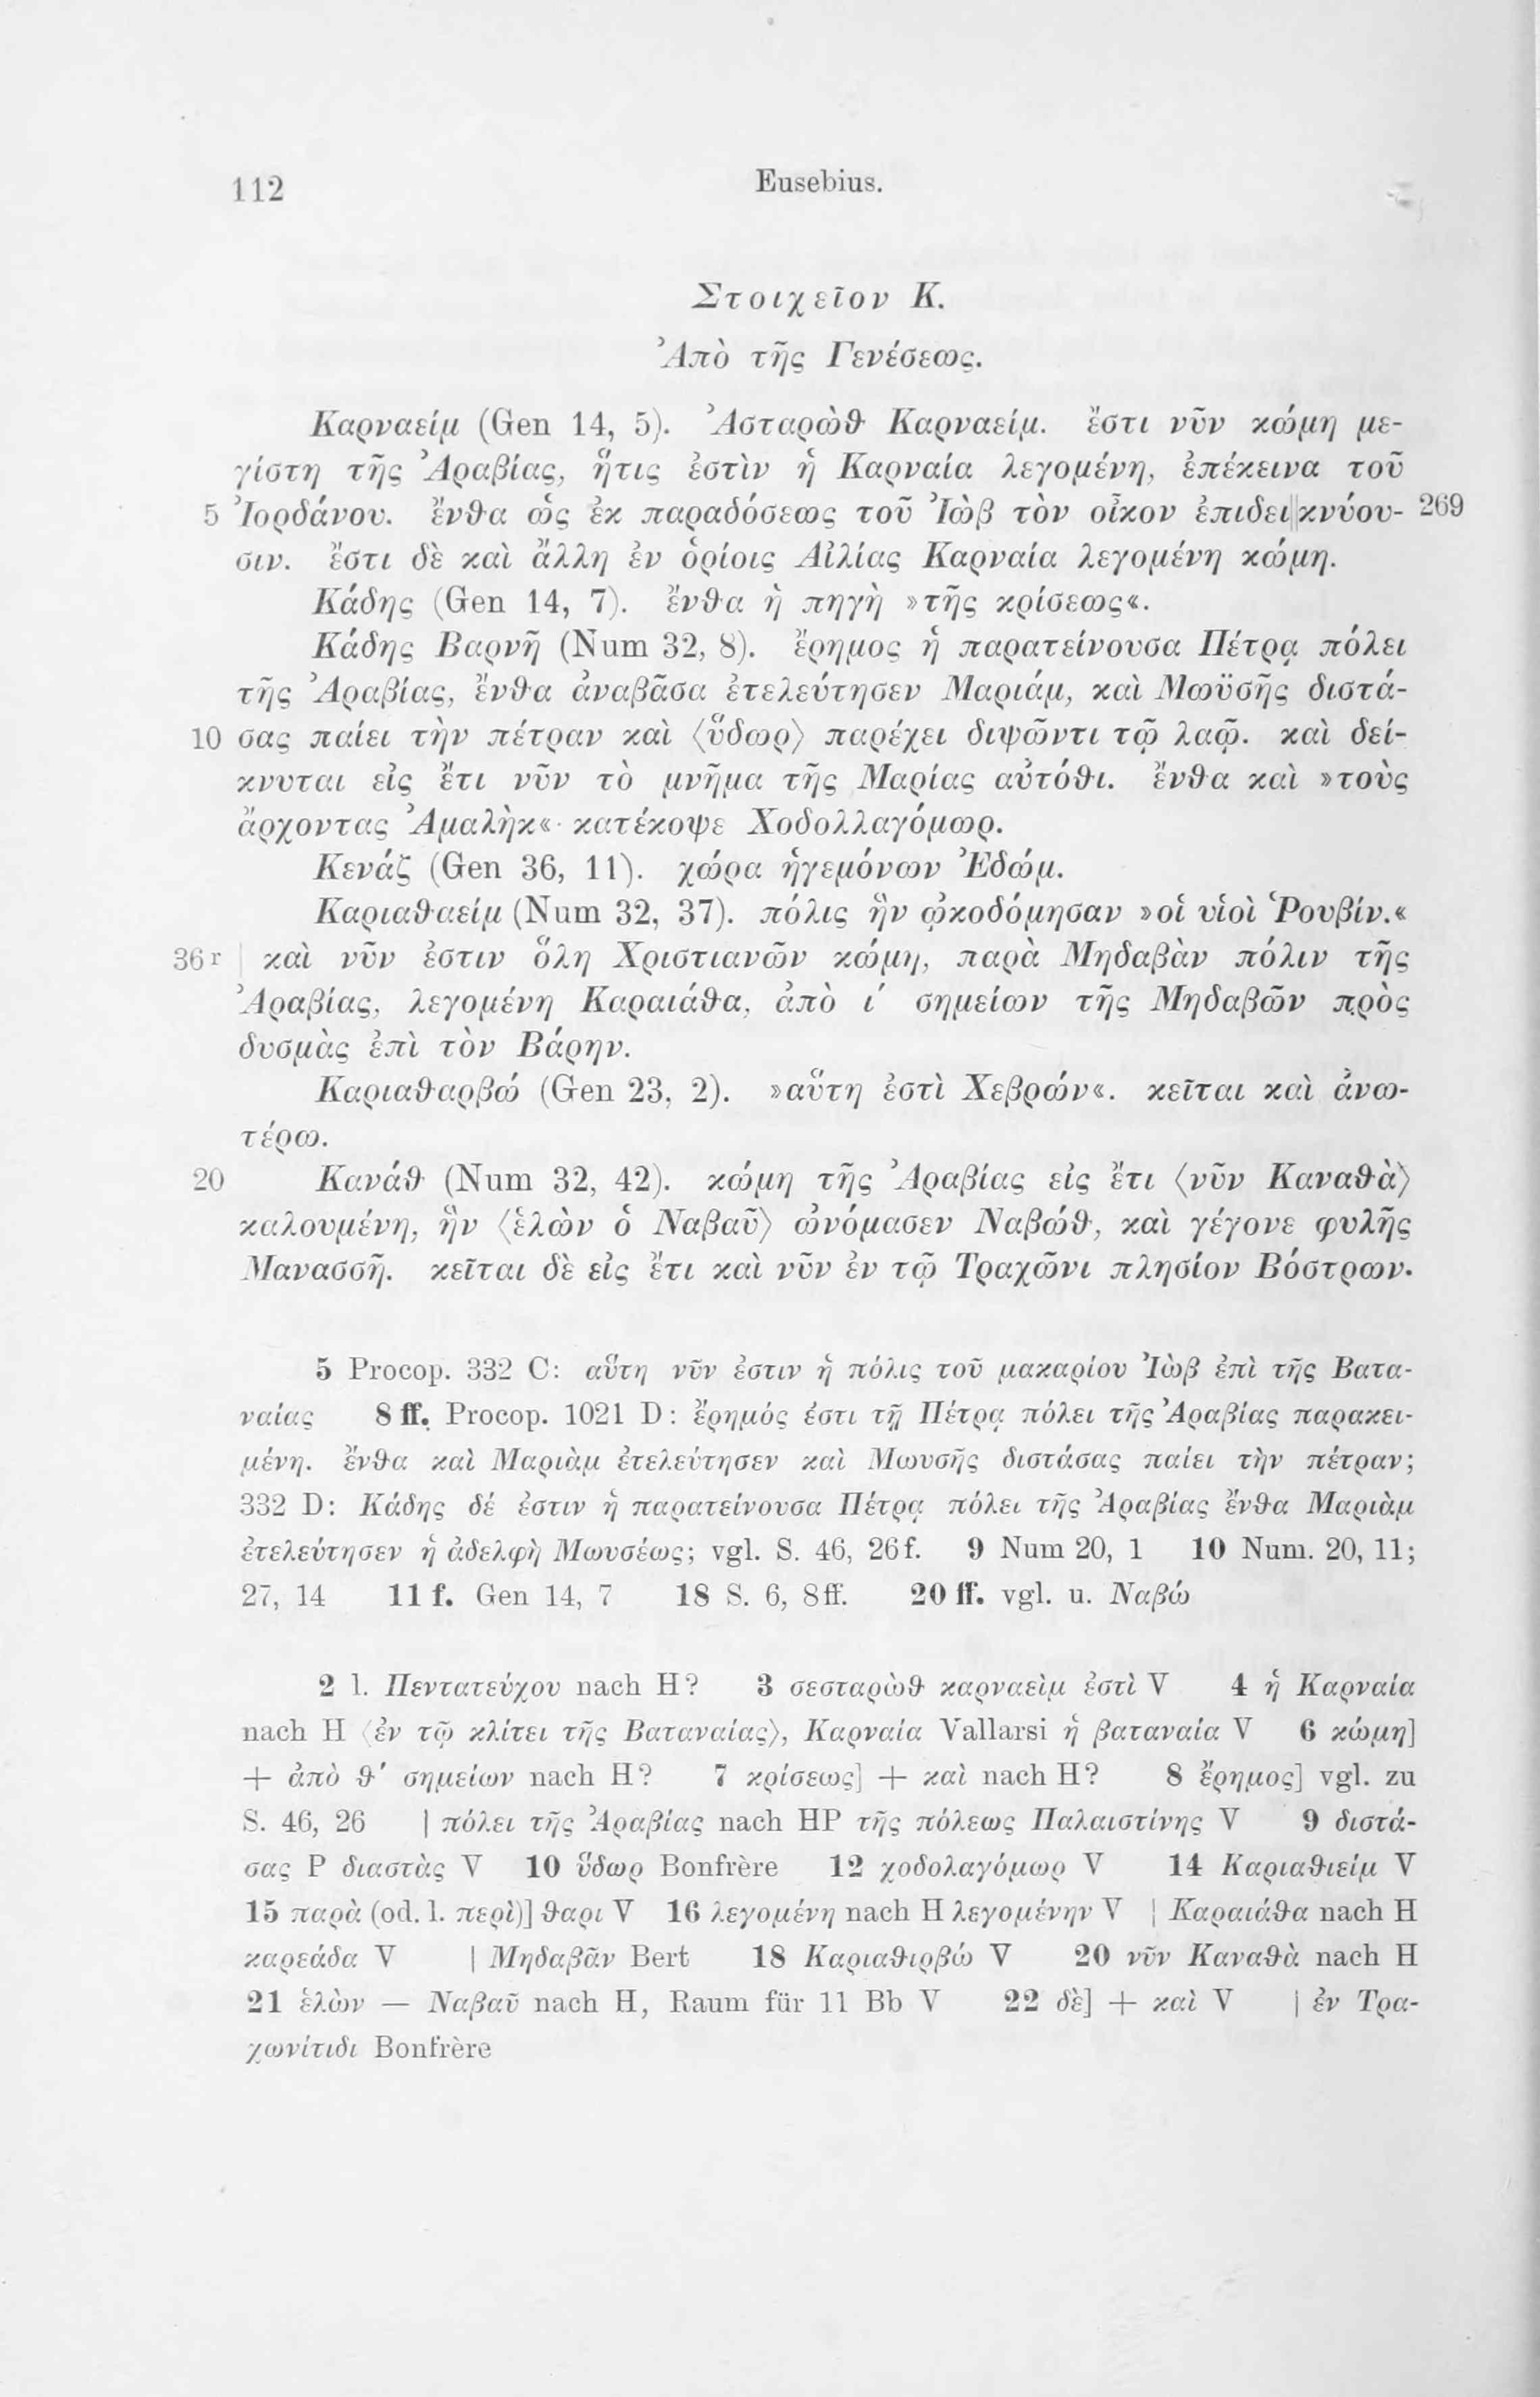 112 Eusebius.
Στοιχεῖον Κ.
Ἀπὸ τῆς Γενέσεως.
Καρναείμ (Gen 14, 5). Ἀσταρὼθ Καρναείμ. ἔστι νῦν κώμη με-
γίστη τῆς Ἀραβίας, ἥτις ἐστὶν ἡ Καρναία λεγομένη, ἐπέκεινα τοῦ
5 Ἰορδάνου. ἔνθα ὡς ἐκ παραδόσεως τοῦ Ἰὼβ τὸν οἶκον ἐπιδει||κνύου- 269
σιν. ἔστι δὲ καὶ ἄλλη ἐν ὁρίοις Αἰλίας Καρναία λεγομένη κώμη.
Κάδης (Gen 14, 7). ἔνθα ἡ πηγὴ »τῆς κρίσεως«.
Κάδης Βαρνῆ (Num 32, 8). ἔρημος ἡ παρατείνουσα Πέτρᾳ πόλει
τῆς Ἀραβίας, ἔνθα ἀναβᾶσα ἐτελεύτησεν Μαριάμ, καὶ Μωϋσῆς διστά-
10 σας παίει τὴν πέτραν καὶ ⟨ὕδωρ⟩ παρέχει διψῶντι τῷ λαῷ. καὶ δεί-
κνυται εἰς ἔτι νῦν τὸ μνῆμα τῆς Μαρίας αὐτόθι. ἔνθα καὶ »τοὺς
ἄρχοντας Ἀμαλὴκ« κατέκοψε Χοδολλαγόμωρ.
Κενάζ (Gen 36, 11). χώρα ἡγεμόνων Ἐδώμ.
Καριαθαείμ (Num 32, 37). πόλις ἣν ᾠκοδόμησαν »οἱ υἱοὶ Ῥουβίν.«
36r | καὶ νῦν ἐστιν ὅλη Χριστιανῶν κώμη, παρὰ Μηδαβὰν πόλιν τῆς
Ἀραβίας, λεγομένη Καραιάθα, ἀπὸ ι΄ σημείων τῆς Μηδαβῶν πρὸς
δυσμὰς ἐπὶ τὸν Βάρην.
Καριαθαρβώ (Gen 23, 2). »αὕτη ἐστὶ Χεβρών«. κεῖται καὶ ἀνω-
τέρω.
20 Κανάθ (Num 32, 42). κώμη τῆς Ἀραβίας εἰς ἔτι ⟨νῦν Καναθὰ⟩
καλουμένη, ἣν ⟨ἑλὼν ὁ Ναβαῦ⟩ ὠνόμασεν Ναβώθ, καὶ γέγονε φυλῆς
Μανασσῆ. κεῖται δὲ εἰς ἔτι καὶ νῦν ἐν τῷ Τραχῶνι πλησίον Βόστρων.
5 Procop. 332 C: αὕτη νῦν ἐστιν ἡ πόλις τοῦ μακαρίου Ἰὼβ ἐπὶ τῆς Βατα-
ναίας 8 ff. Procop. 1021 D: ἔρημός ἐστι τῇ Πέτρᾳ πόλει τῆς Ἀραβίας παρακει-
μένη. ἔνθα καὶ Μαριὰμ ἐτελεύτησεν καὶ Μωυσῆς διστάσας παίει τὴν πέτραν;
332 D: Κάδης δέ ἐστιν ἡ παρατείνουσα Πέτρᾳ πόλει τῆς Ἀραβίας ἔνθα Μαριὰμ
ἐτελεύτησεν ἡ ἀδελφὴ Μωυσέως; vgl. S. 46, 26f. 9 Num 20, 1 10 Num. 20, 11;
27, 14 11 f. Gen 14, 7 18 S. 6, 8ff. 20 ff. vgl. u. Ναβώ
2 l. Πεντατεύχου nach H? 3 σεσταρὼθ καρναεὶμ ἐστὶ V 4 ἡ Καρναία
nach H ⟨ἐν τῷ κλίτει τῆς Βαταναίας⟩, Καρναία Vallarsi ἡ βαταναία V 6 κώμη]
+ ἀπὸ θ΄ σημείων nach H? 7 κρίσεως] + καὶ nach H? 8 ἔρημος] vgl. zu
S. 46, 26 | πόλει τῆς Ἀραβίας nach HP τῆς πόλεως Παλαιστίνης V 9 διστά-
σας P διαστὰς V 10 ὕδωρ Bonfrère 12 χοδολαγόμωρ V 14 Καριαθιείμ V
15 παρὰ (od. l. περὶ)] θαρι V 16 λεγομένη nach H λεγομένην V | Καραιάθα nach H
καρεάδα V | Μηδαβᾶν Bert 18 Καριαθιρβώ V 20 νῦν Καναθὰ nach H
21 ἑλὼν — Ναβαῦ nach H, Raum für 11 Bb V 22 δὲ] + καὶ V | ἐν Τρα-
χωνίτιδι Bonfrère